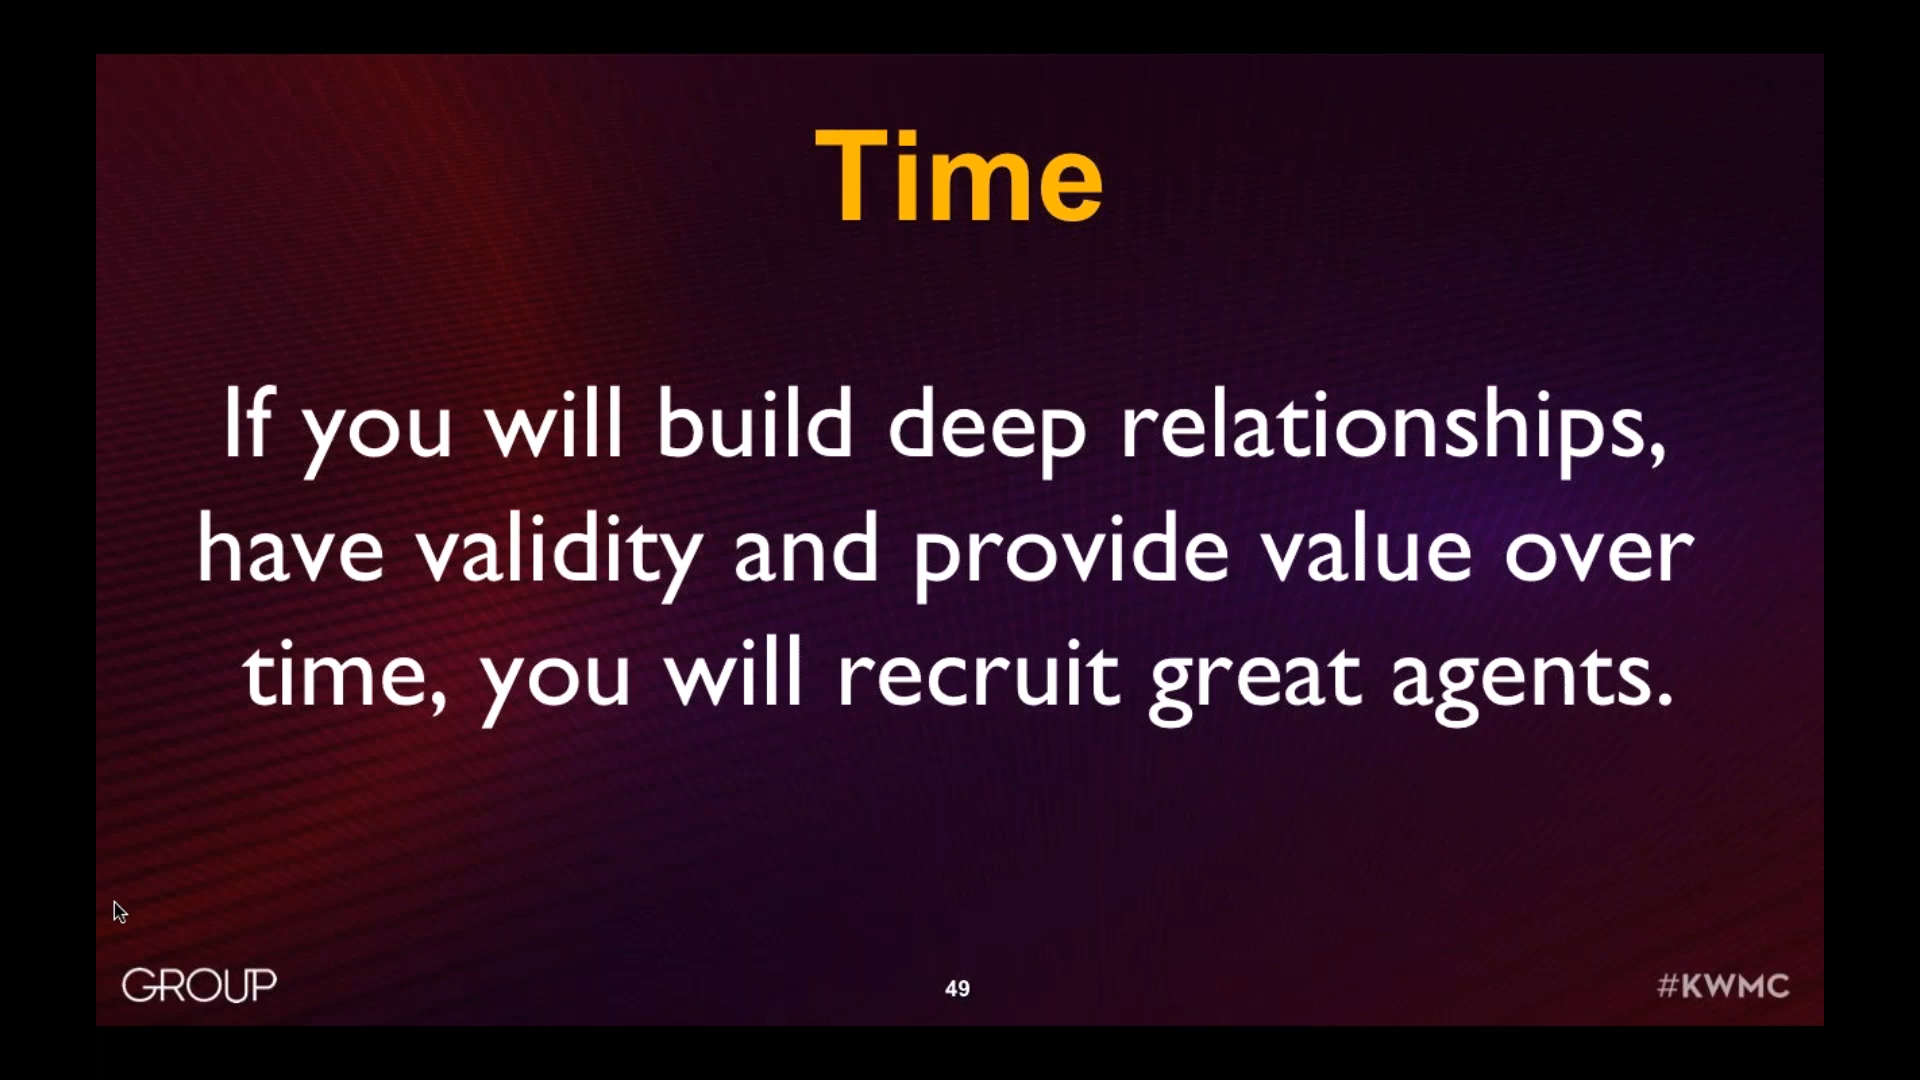 Time
If you will build deep relationships,
have validity and provide value over
time, you will recruit great agents.
GROUP
49
#KWMC